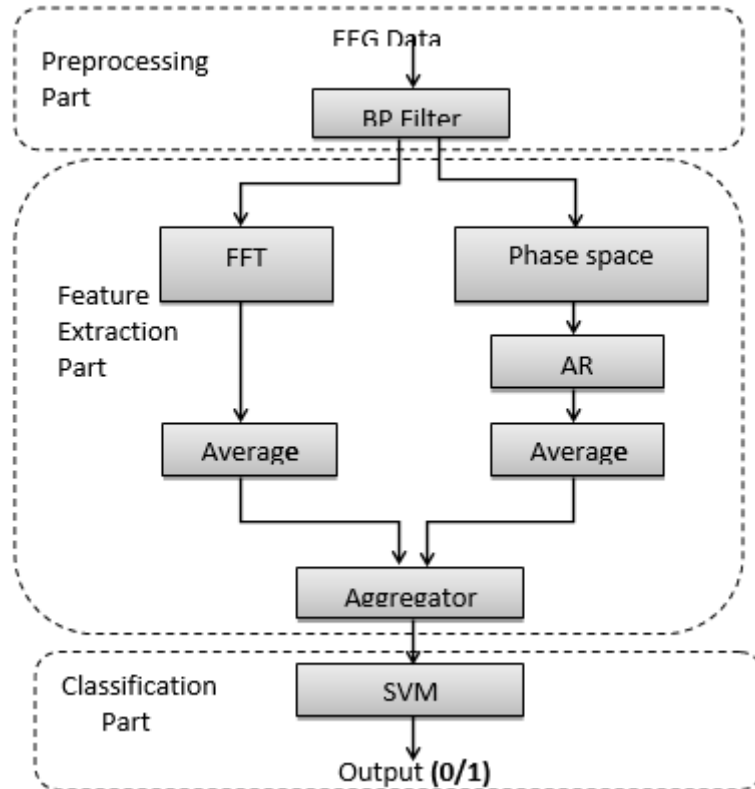 EEG Data
Preprocessing
Part
BP Filter
FFT
Phase space
Feature
Extraction
Part
AR
Average
Average
Aggregator
Classification
Part
SVM
Output (0/1)